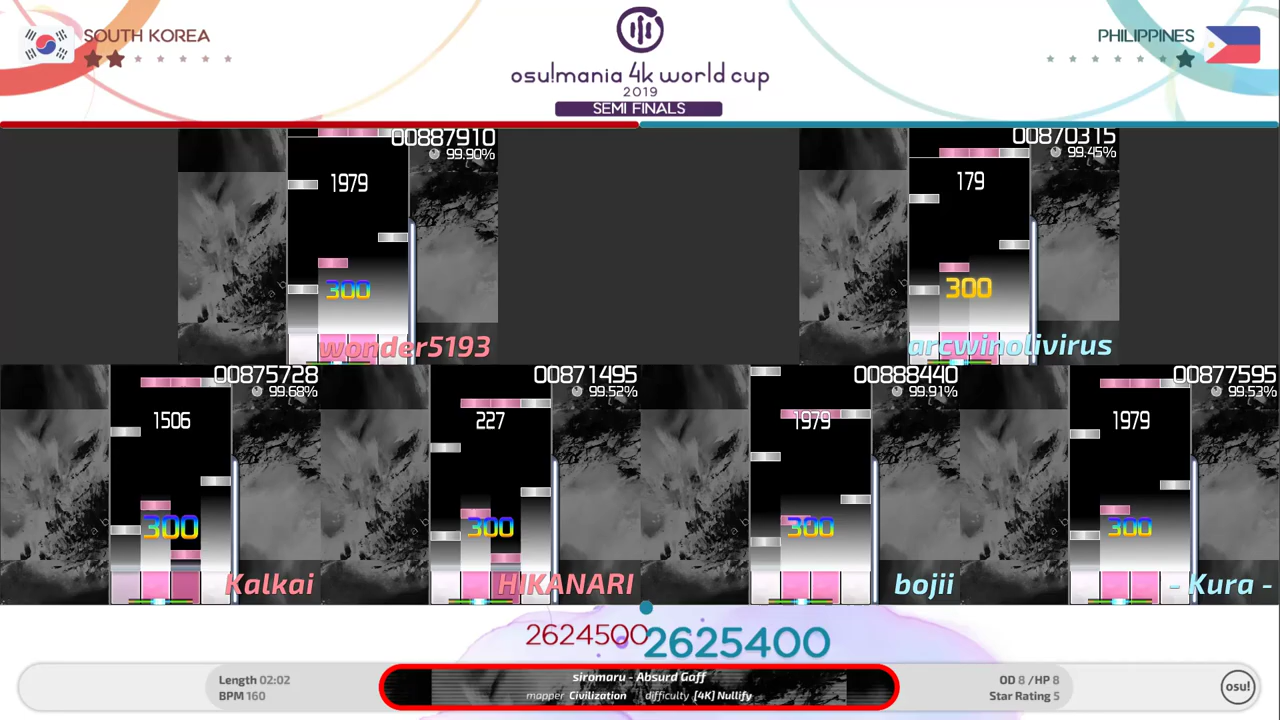 SOUTH KOREA
PHILIPPINES
osu!mania 4k world cup
2019
SEMI FINALS
00887910
99.90%
1979
300
wonder5193
00870315
99.45%
179
300
arcwinolivirus
00875728
99.68%
1506
300
Kalkai
00871495
99.52%
227
300
HIKANARI
00888440
99.91%
1979
300
bojii
00877595
99.53%
1979
300
- Kura -
2624500
2625400
Length 02:02
BPM 160
siromaru - Absurd Gaff
mapper Civilization difficulty [4K] Nullify
OD 8 / HP 8
Star Rating 5
osu!